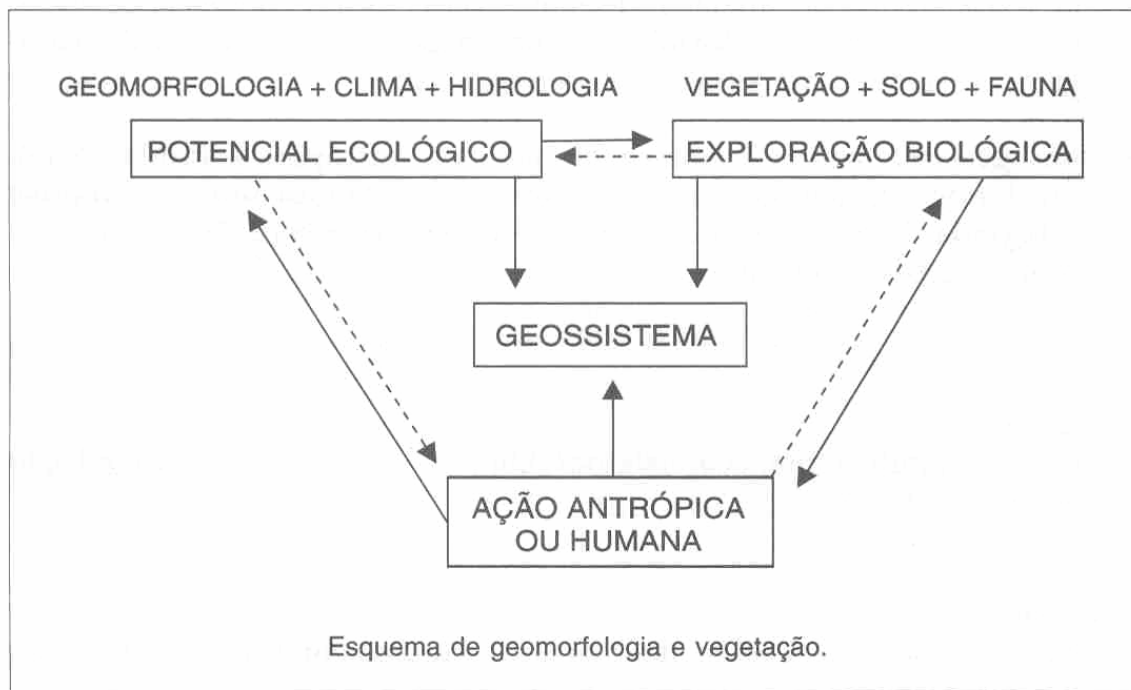 GEOMORFOLOGIA + CLIMA + HIDROLOGIA
VEGETAÇÃO + SOLO + FAUNA
POTENCIAL ECOLÓGICO
EXPLORAÇÃO BIOLÓGICA
GEOSSISTEMA
AÇÃO ANTRÓPICA
OU HUMANA
Esquema de geomorfologia e vegetação.